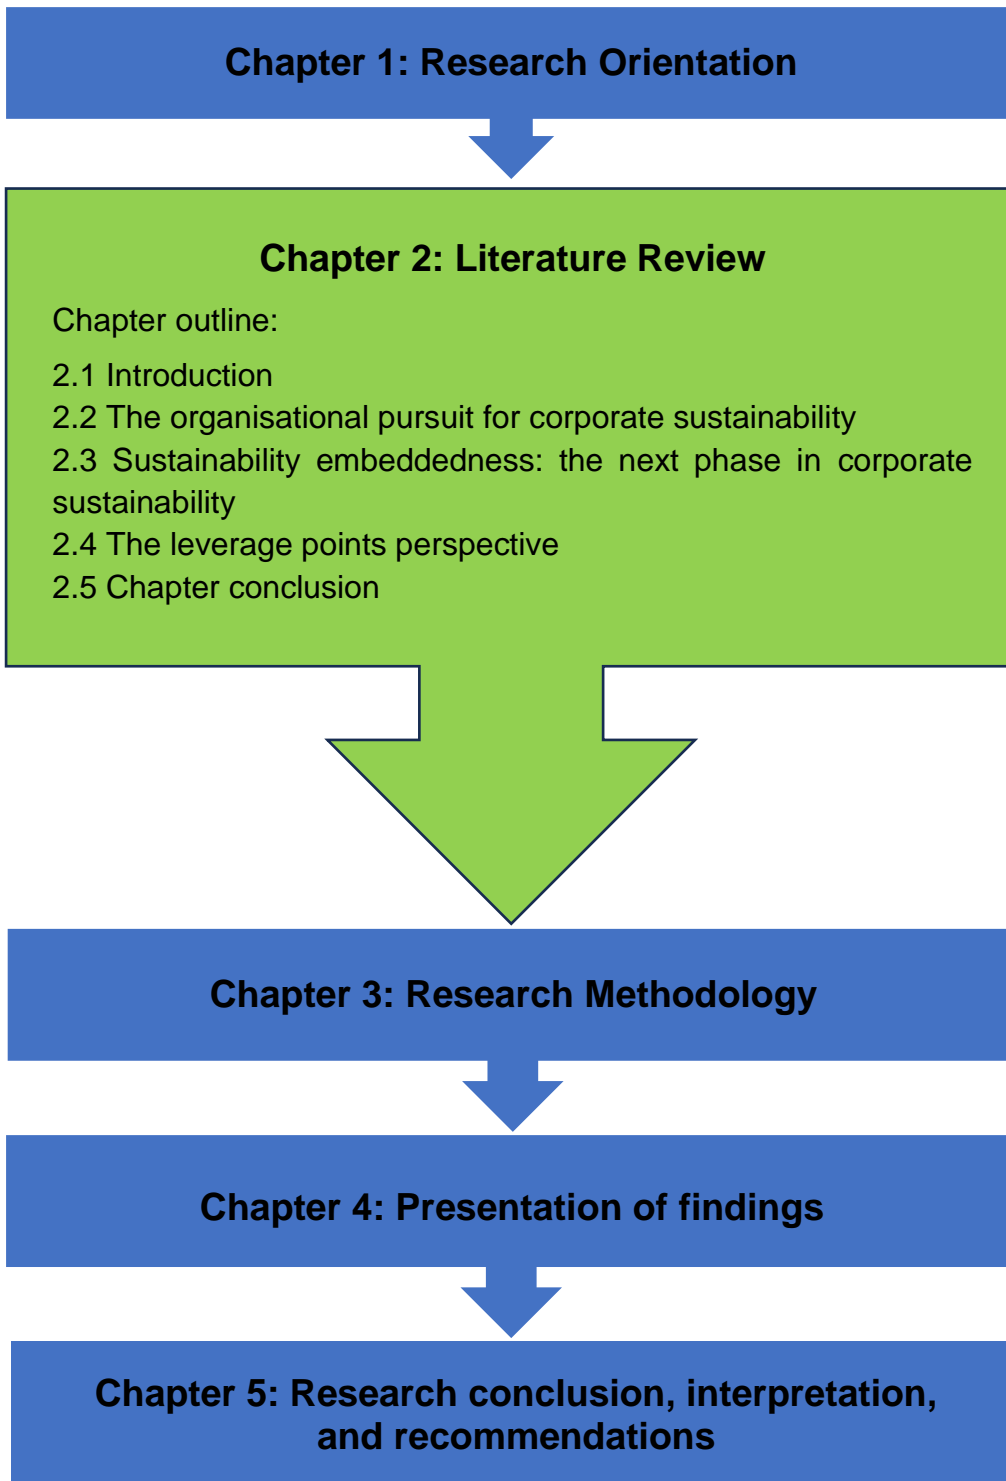 Chapter 1: Research Orientation
Chapter 2: Literature Review
Chapter outline:
2.1 Introduction
2.2 The organisational pursuit for corporate sustainability
2.3 Sustainability embeddedness: the next phase in corporate
sustainability
2.4 The leverage points perspective
2.5 Chapter conclusion
Chapter 3: Research Methodology
Chapter 4: Presentation of findings
Chapter 5: Research conclusion, interpretation,
and recommendations